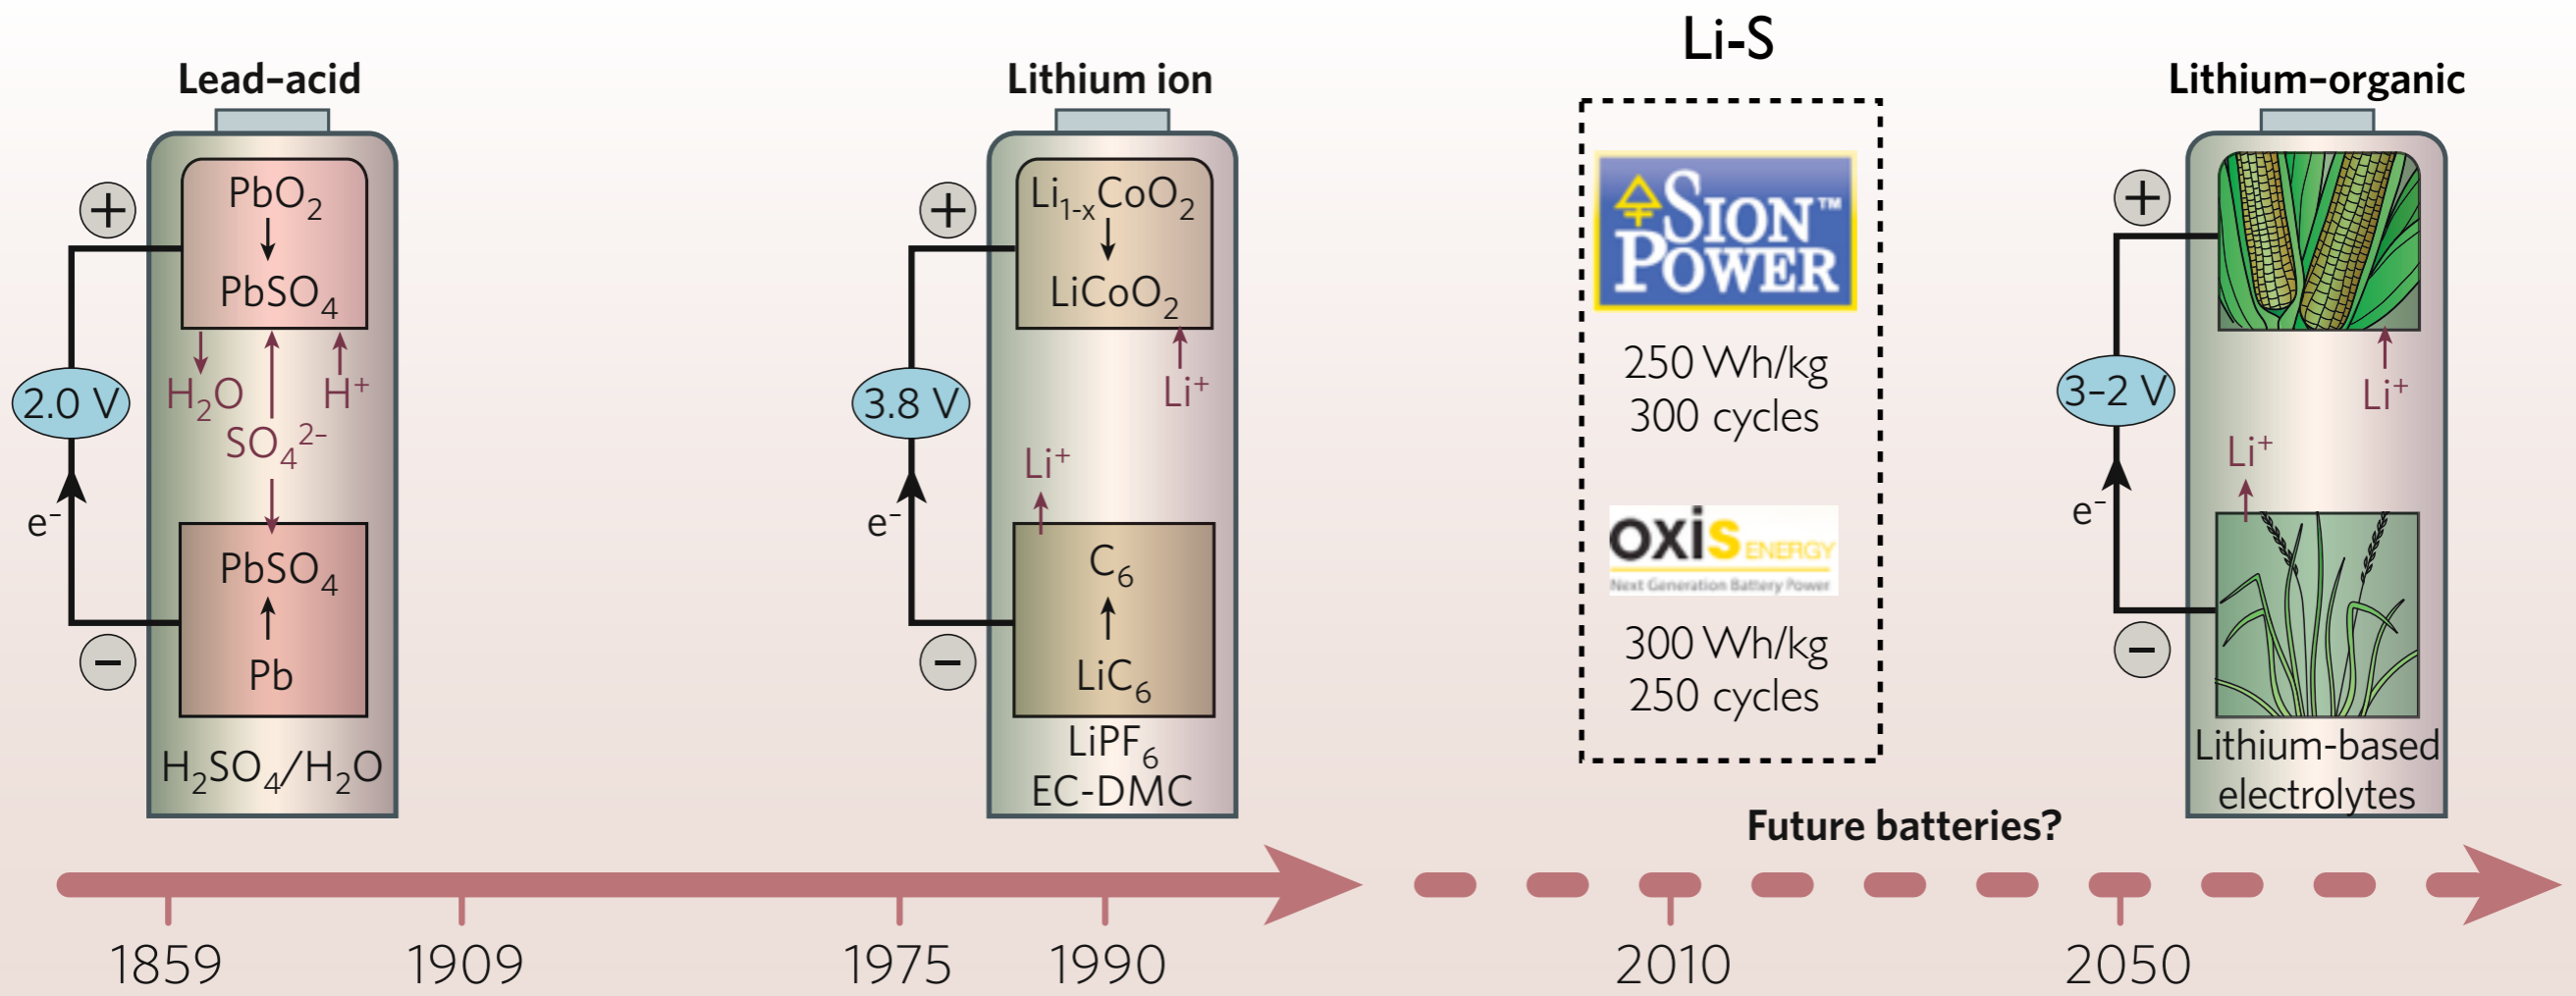 Lead–acid
+
PbO₂
↓
PbSO₄
H₂O
H⁺
SO₄²⁻
2.0 V
e⁻
PbSO₄
↑
Pb
−
H₂SO₄/H₂O
Lithium ion
+
Li₁₋ₓCoO₂
↓
LiCoO₂
Li⁺
3.8 V
Li⁺
e⁻
C₆
↑
LiC₆
−
LiPF₆
EC-DMC
Li-S
SION™
POWER
250 Wh/kg
300 cycles
OXIS ENERGY
Next Generation Battery Power
300 Wh/kg
250 cycles
Lithium–organic
+
Li⁺
3–2 V
Li⁺
e⁻
−
Lithium-based
electrolytes
Future batteries?
1859
1909
1975
1990
2010
2050